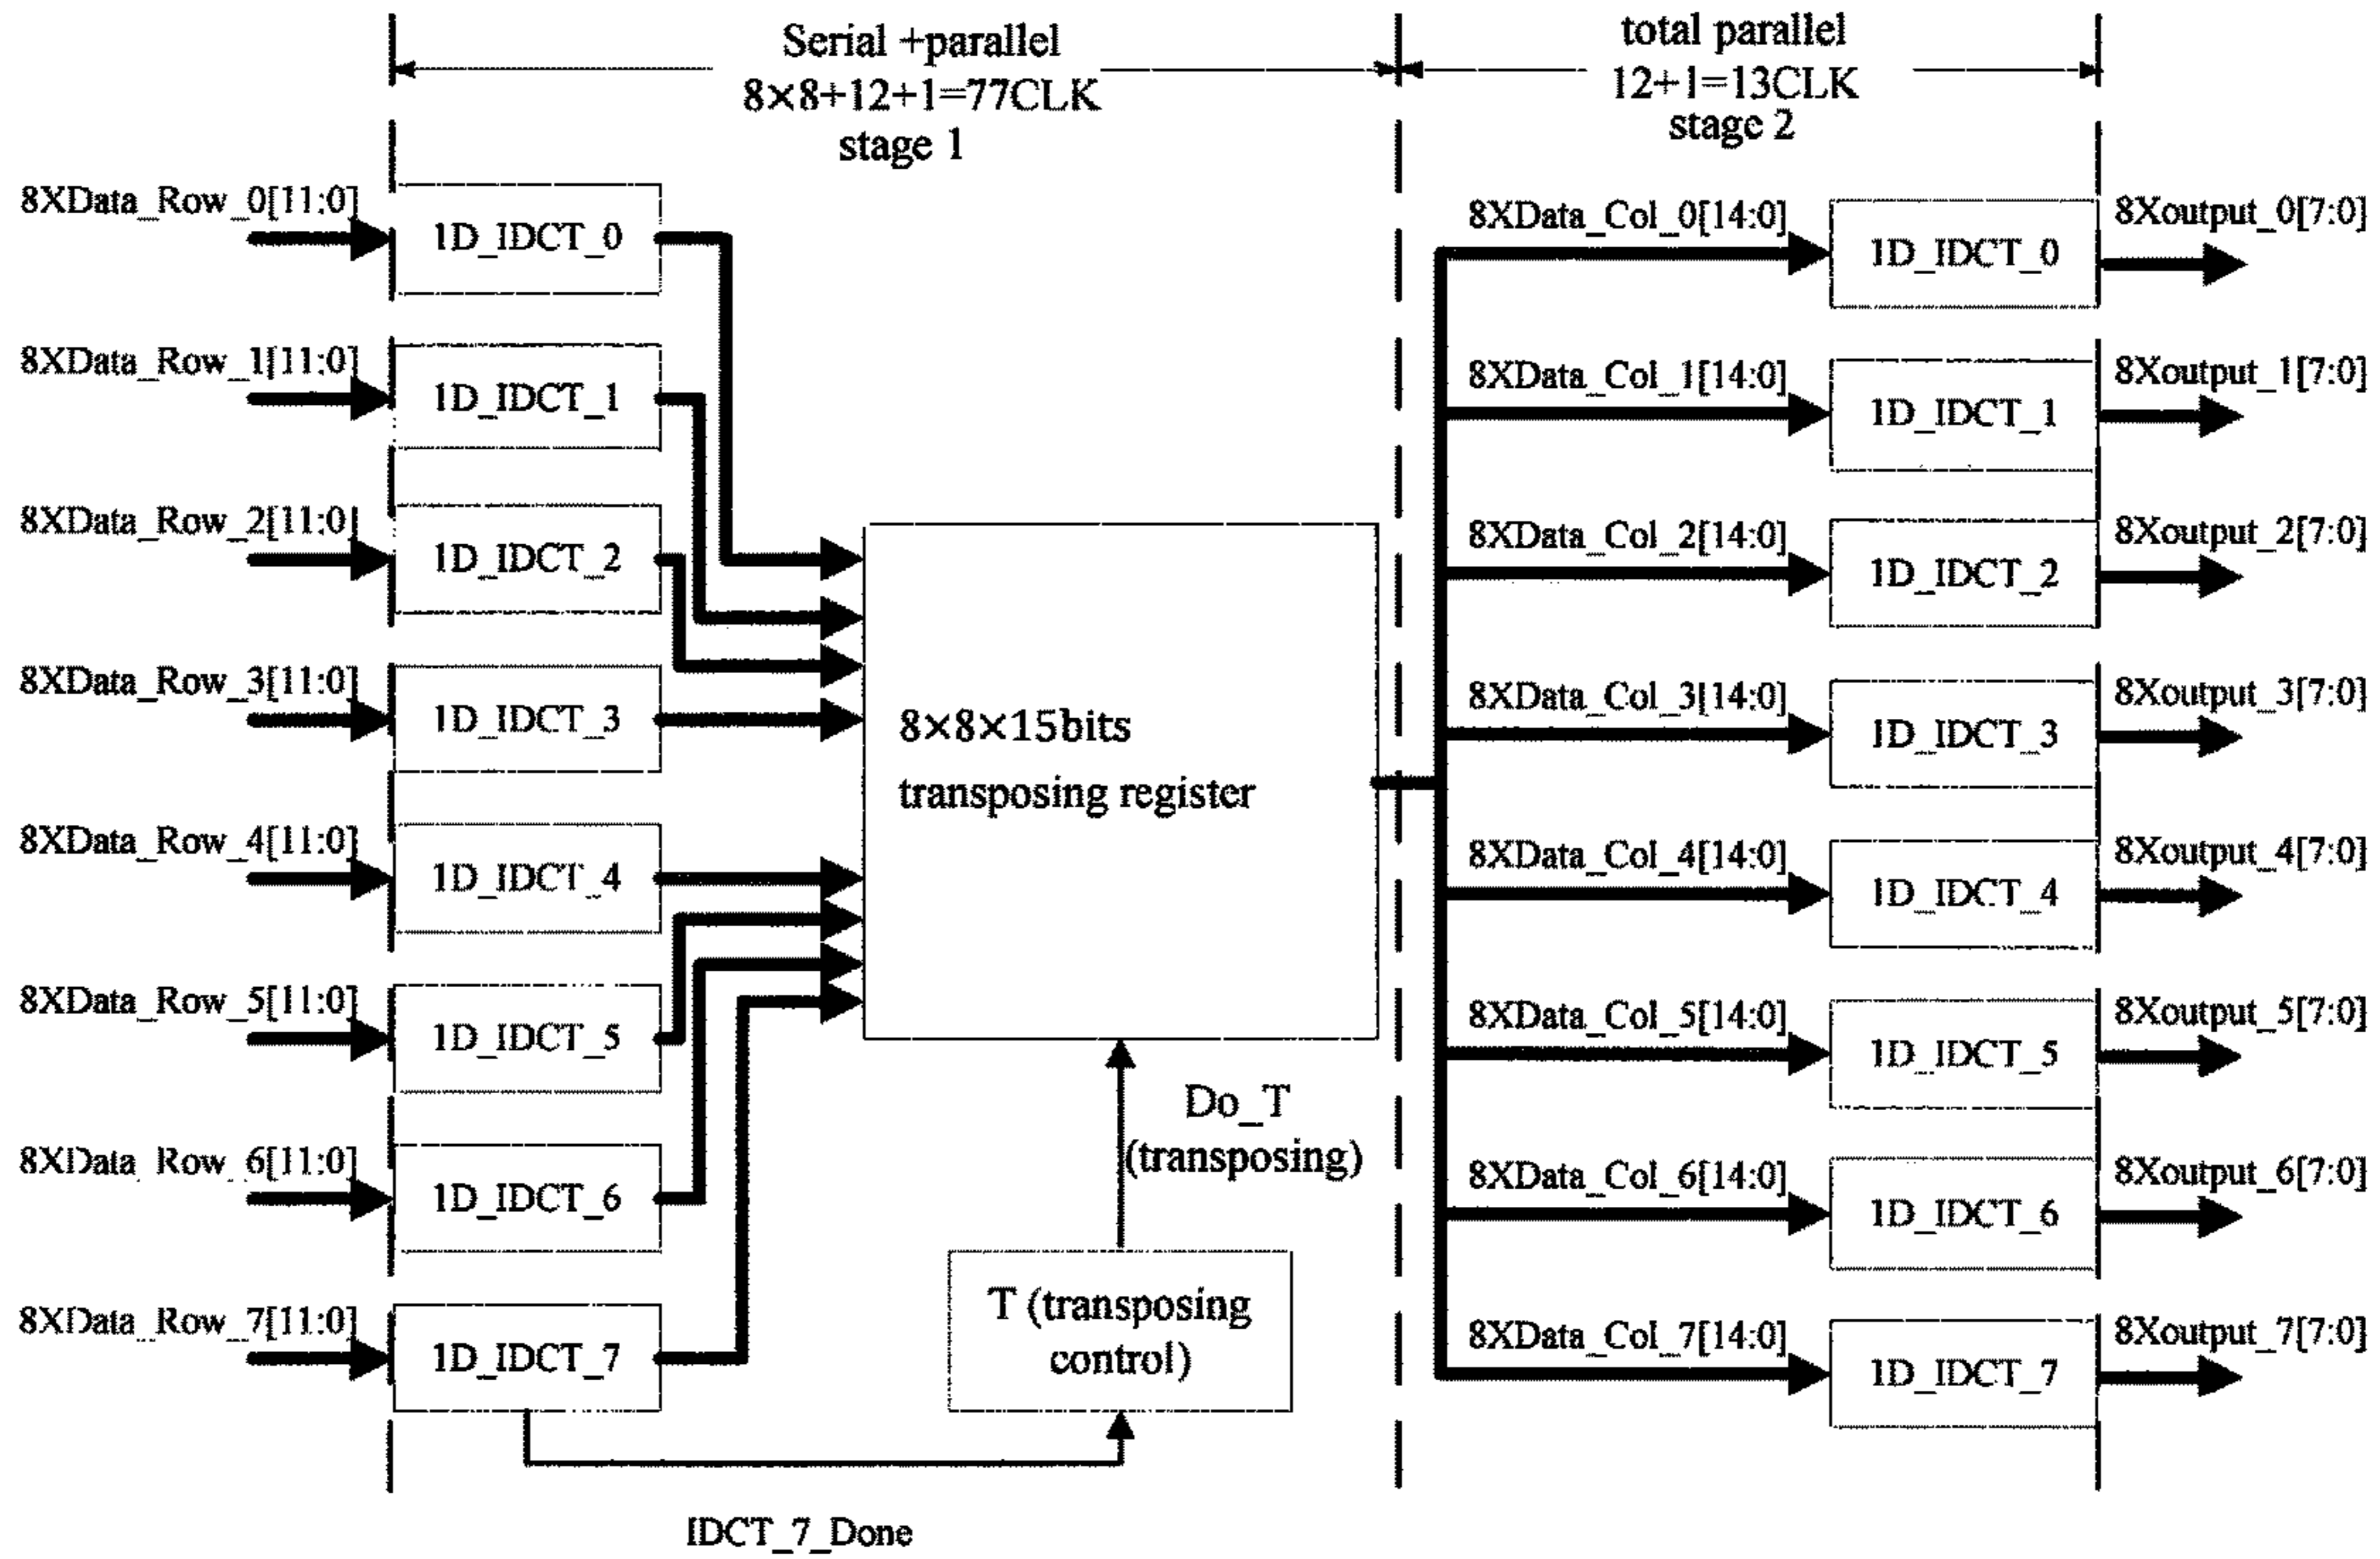 Serial +parallel
8×8+12+1=77CLK
stage 1
total parallel
12+1=13CLK
stage 2
8XData_Row_0[11:0]
1D_IDCT_0
8XData_Col_0[14:0]
1D_IDCT_0
8Xoutput_0[7:0]
8XData_Row_1[11:0]
1D_IDCT_1
8XData_Col_1[14:0]
1D_IDCT_1
8Xoutput_1[7:0]
8XData_Row_2[11:0]
1D_IDCT_2
8XData_Col_2[14:0]
1D_IDCT_2
8Xoutput_2[7:0]
8XData_Row_3[11:0]
1D_IDCT_3
8XData_Col_3[14:0]
1D_IDCT_3
8Xoutput_3[7:0]
8×8×15bits
transposing register
8XData_Row_4[11:0]
1D_IDCT_4
8XData_Col_4[14:0]
1D_IDCT_4
8Xoutput_4[7:0]
8XData_Row_5[11:0]
1D_IDCT_5
8XData_Col_5[14:0]
1D_IDCT_5
8Xoutput_5[7:0]
Do_T
(transposing)
8XData_Row_6[11:0]
1D_IDCT_6
8XData_Col_6[14:0]
1D_IDCT_6
8Xoutput_6[7:0]
8XData_Row_7[11:0]
1D_IDCT_7
T (transposing
control)
8XData_Col_7[14:0]
1D_IDCT_7
8Xoutput_7[7:0]
IDCT_7_Done